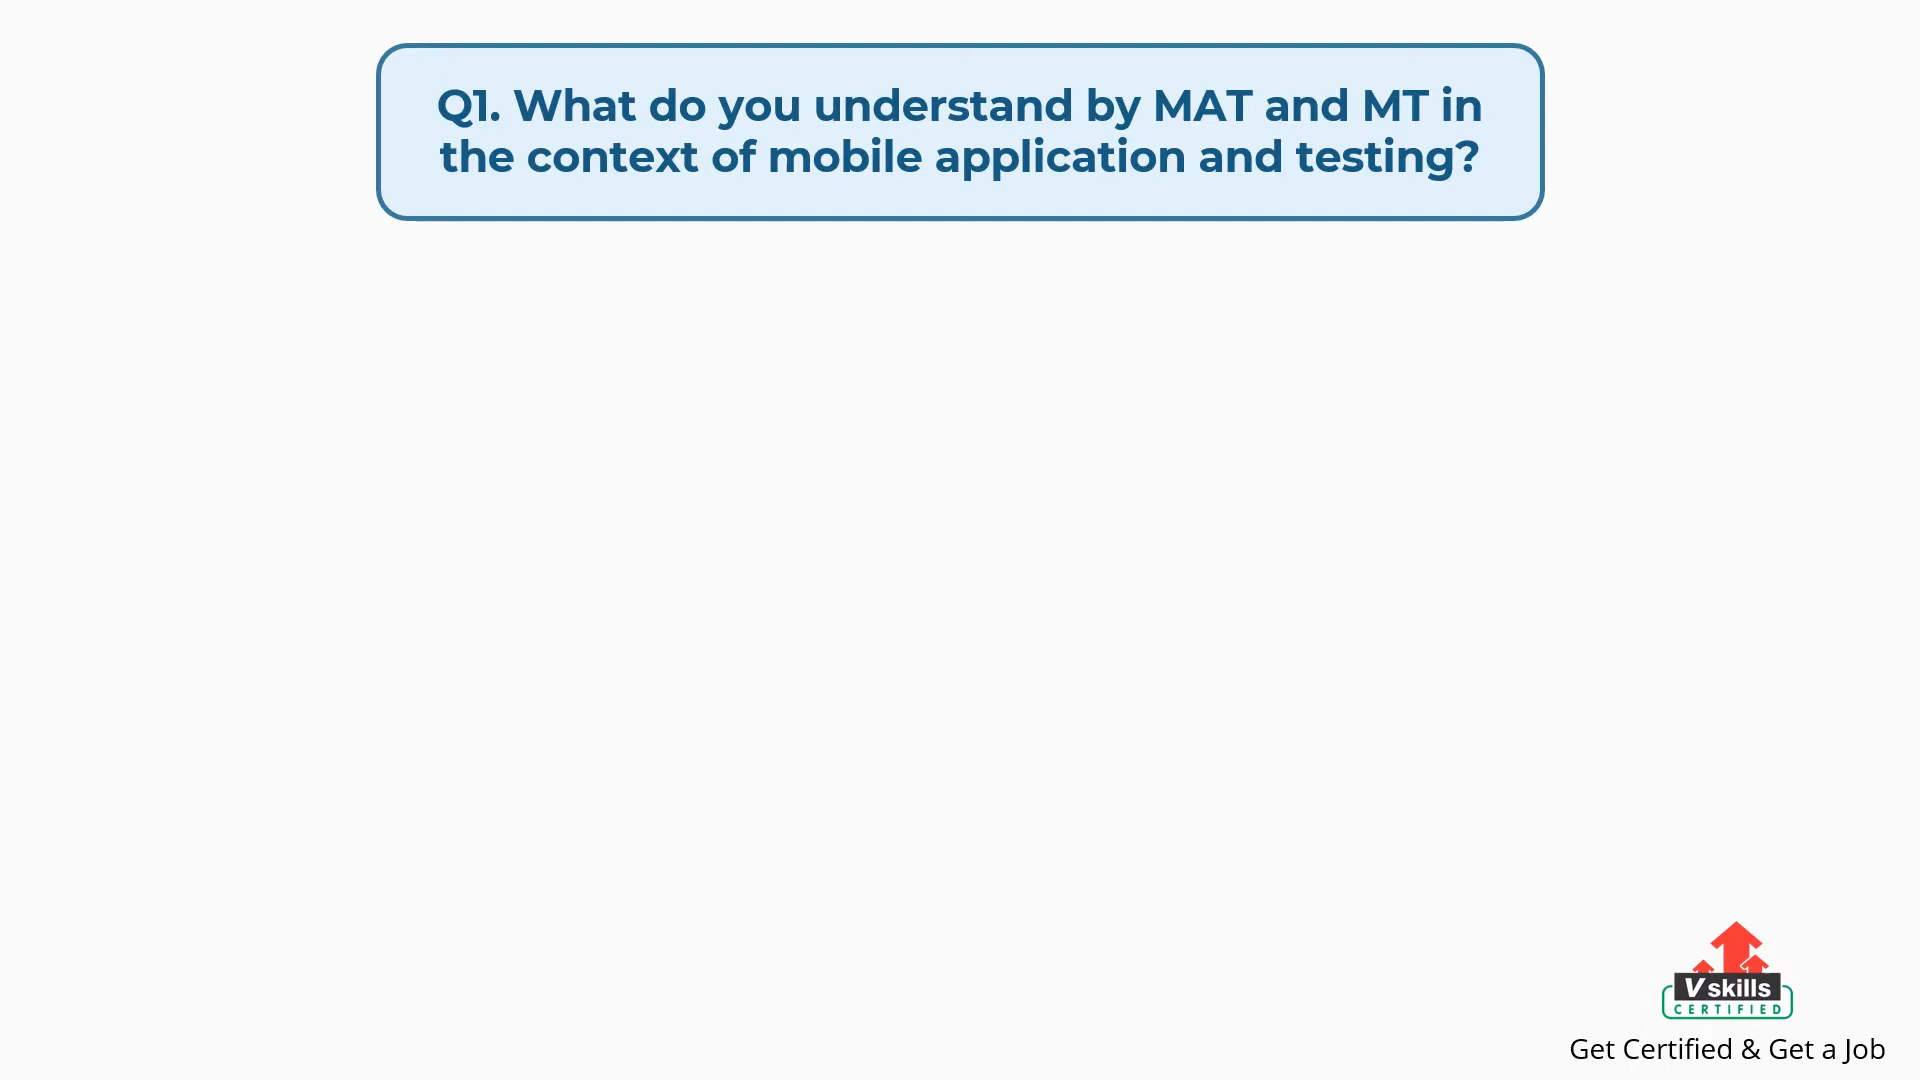 Q1. What do you understand by MAT and MT in
the context of mobile application and testing?
Vskills
CERTIFIED
Get Certified & Get a Job